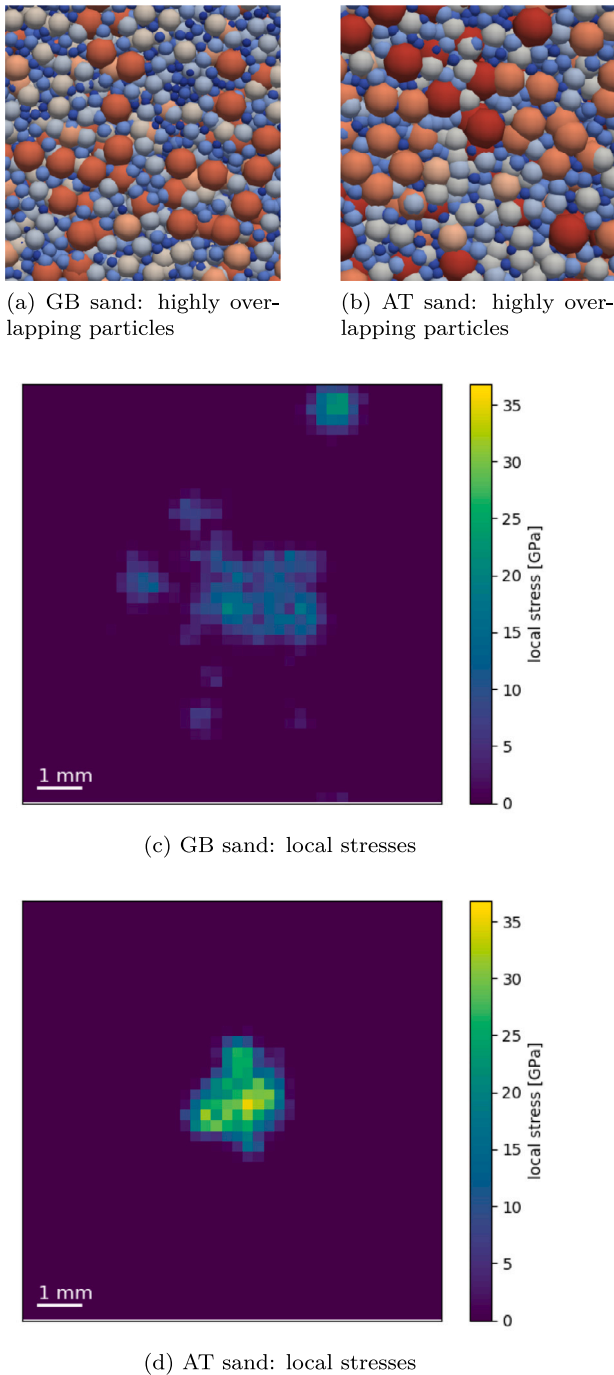 (a) GB sand: highly over-
lapping particles
(b) AT sand: highly over-
lapping particles
35
30
25
20
15
10
5
0
local stress [GPa]
1 mm
(c) GB sand: local stresses
35
30
25
20
15
10
5
0
local stress [GPa]
1 mm
(d) AT sand: local stresses